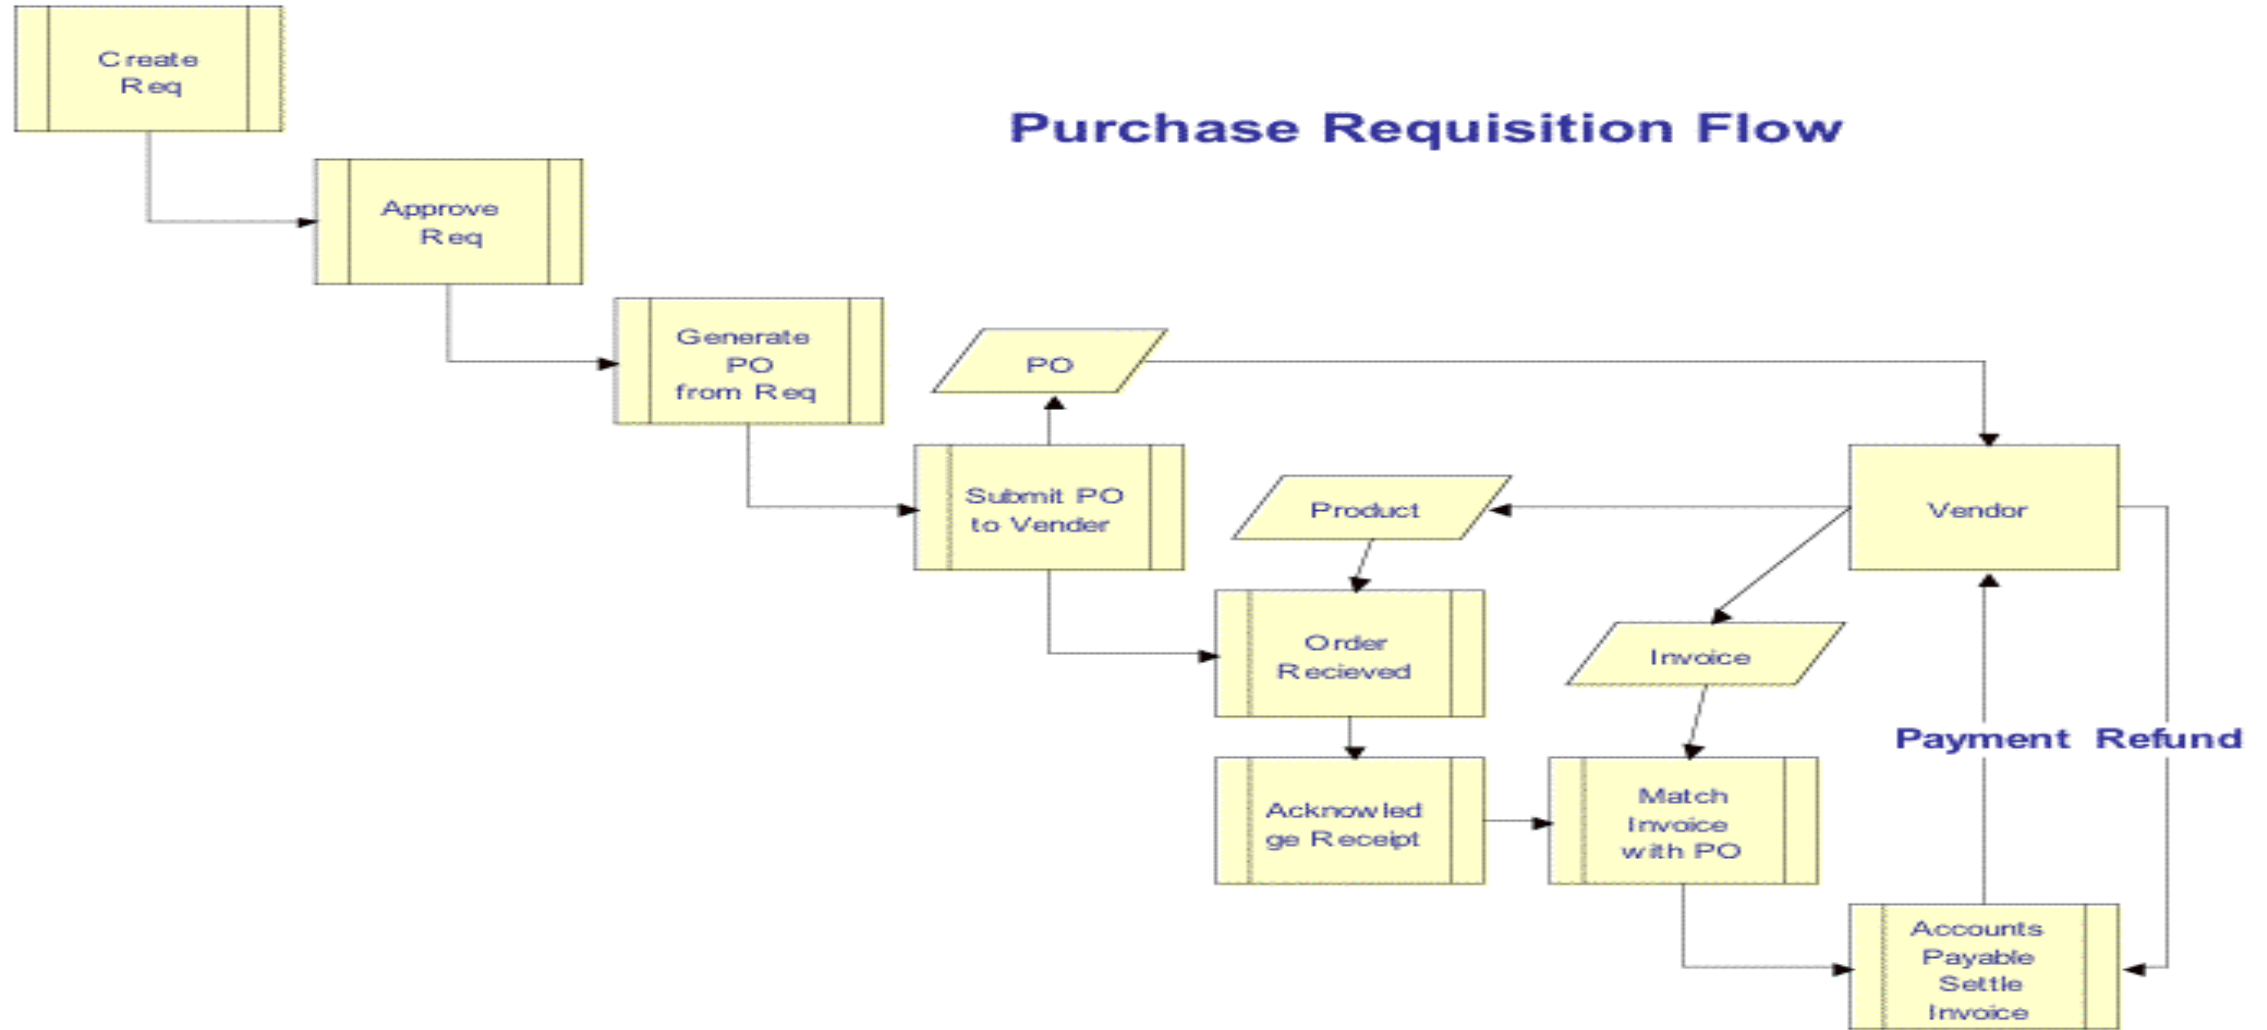 Create
Req
Purchase Requisition Flow
Approve
Req
Generate
PO
from Req
PO
Submit PO
to Vender
Product
Vendor
Order
Recieved
Invoice
Payment Refund
Acknowled
ge Receipt
Match
Invoice
with PO
Accounts
Payable
Settle
Invoice